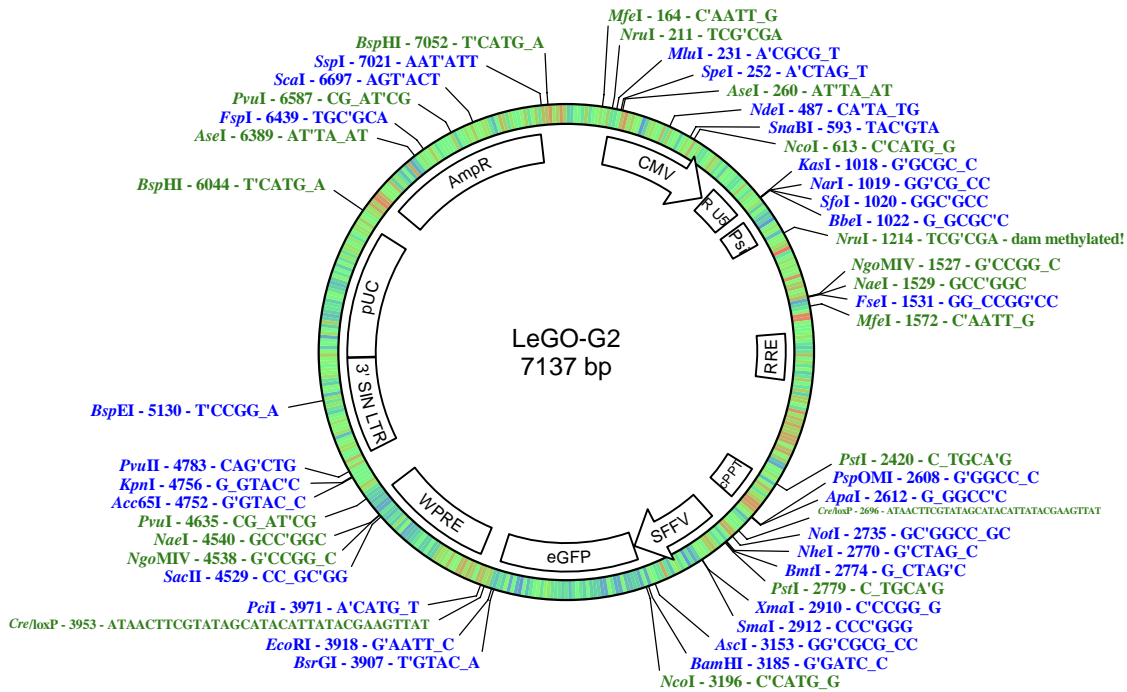 MfeI - 164 - C'AATT_G
NruI - 211 - TCG'CGA
MluI - 231 - A'CGCG_T
SpeI - 252 - A'CTAG_T
AseI - 260 - AT'TA_AT
NdeI - 487 - CA'TA_TG
SnaBI - 593 - TAC'GTA
NcoI - 613 - C'CATG_G
KasI - 1018 - G'GCGC_C
NarI - 1019 - GG'CG_CC
SfoI - 1020 - GGC'GCC
BbeI - 1022 - G_GCGC'C
NruI - 1214 - TCG'CGA - dam methylated!
NgoMIV - 1527 - G'CCGG_C
NaeI - 1529 - GCC'GGC
FseI - 1531 - GG_CCGG'CC
MfeI - 1572 - C'AATT_G
PstI - 2420 - C_TGCA'G
PspOMI - 2608 - G'GGCC_C
ApaI - 2612 - G_GGCC'C
Cre/loxP - 2696 - ATAACTTCGTATAGCATACATTATACGAAGTTAT
NotI - 2735 - GC'GGCC_GC
NheI - 2770 - G'CTAG_C
BmtI - 2774 - G_CTAG'C
PstI - 2779 - C_TGCA'G
XmaI - 2910 - C'CCGG_G
SmaI - 2912 - CCC'GGG
AscI - 3153 - GG'CGCG_CC
BamHI - 3185 - G'GATC_C
NcoI - 3196 - C'CATG_G
BsrGI - 3907 - T'GTAC_A
EcoRI - 3918 - G'AATT_C
Cre/loxP - 3953 - ATAACTTCGTATAGCATACATTATACGAAGTTAT
PciI - 3971 - A'CATG_T
SacII - 4529 - CC_GC'GG
NgoMIV - 4538 - G'CCGG_C
NaeI - 4540 - GCC'GGC
PvuI - 4635 - CG_AT'CG
Acc65I - 4752 - G'GTAC_C
KpnI - 4756 - G_GTAC'C
PvuII - 4783 - CAG'CTG
BspEI - 5130 - T'CCGG_A
BspHI - 6044 - T'CATG_A
AseI - 6389 - AT'TA_AT
FspI - 6439 - TGC'GCA
PvuI - 6587 - CG_AT'CG
ScaI - 6697 - AGT'ACT
SspI - 7021 - AAT'ATT
BspHI - 7052 - T'CATG_A
CMV
R U5
Psi
RRE
cPPT
SFFV
eGFP
WPRE
3' SIN LTR
pUC
AmpR
LeGO-G2
7137 bp